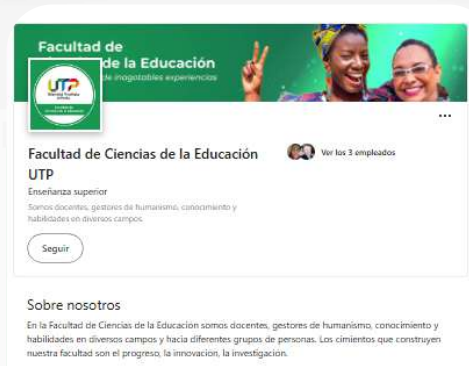 Facultad de
de la Educación
de inagotables experiencias
UTP
Facultad de Ciencias de la Educación
UTP
Ver los 3 empleados
Enseñanza superior
Somos docentes, gestores de humanismo, conocimiento y
habilidades en diversos campos.
Seguir
Sobre nosotros
En la Facultad de Ciencias de la Educación somos docentes, gestores de humanismo, conocimiento y
habilidades en diversos campos y hacia diferentes grupos de personas. Los cimientos que construyen
nuestra facultad son el progreso, la innovación, la investigación.